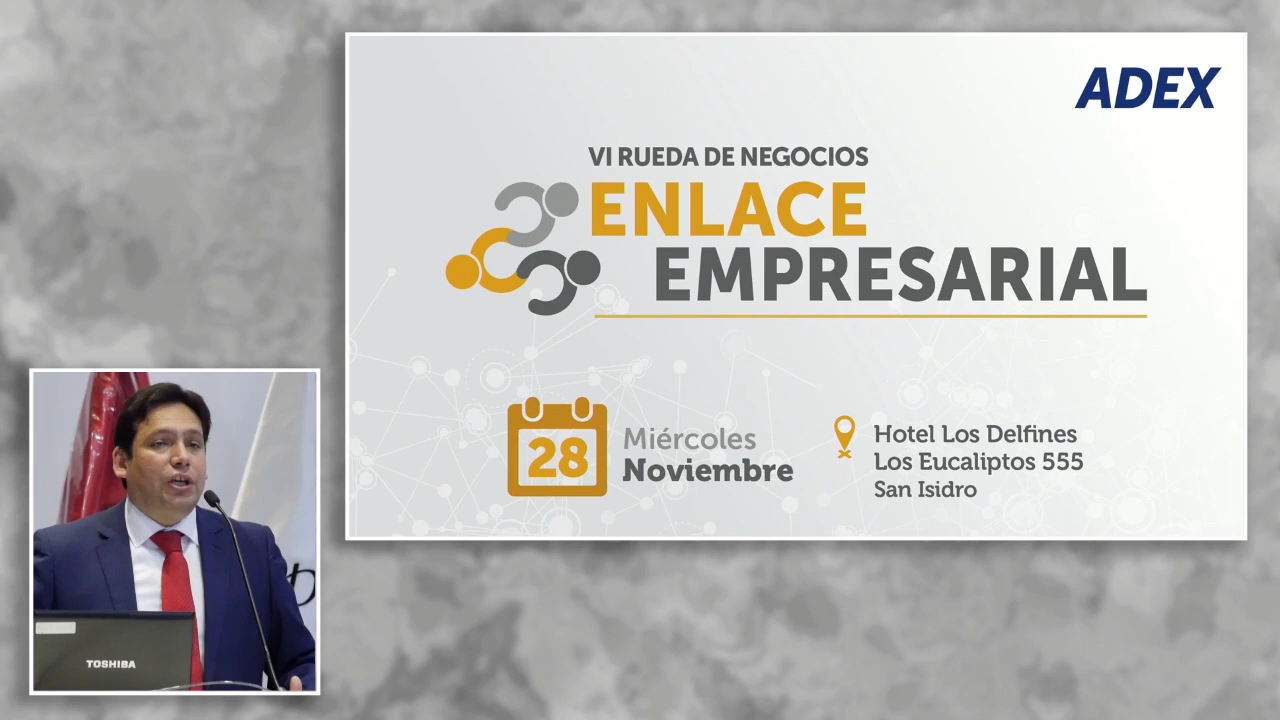 ADEX
VI RUEDA DE NEGOCIOS
ENLACE
EMPRESARIAL
28
Miércoles
Noviembre
Hotel Los Delfines
Los Eucaliptos 555
San Isidro
TOSHIBA